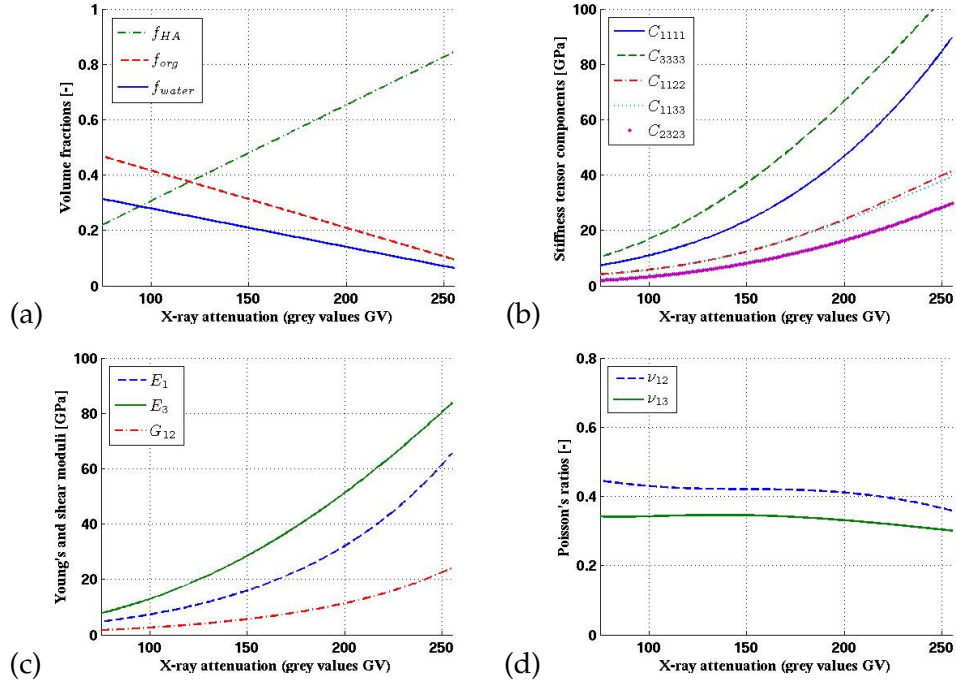 1
0.8
0.6
0.4
0.2
0
100 150 200 250
Volume fractions [-]
X-ray attenuation (grey values GV)
f_HA
f_org
f_water
(a)
100
80
60
40
20
0
100 150 200 250
Stiffness tensor components [GPa]
X-ray attenuation (grey values GV)
C_1111
C_3333
C_1122
C_1133
C_2323
(b)
100
80
60
40
20
0
100 150 200 250
Young's and shear moduli [GPa]
X-ray attenuation (grey values GV)
E_1
E_3
G_12
(c)
0.8
0.6
0.4
0.2
0
100 150 200 250
Poisson's ratios [-]
X-ray attenuation (grey values GV)
ν_12
ν_13
(d)